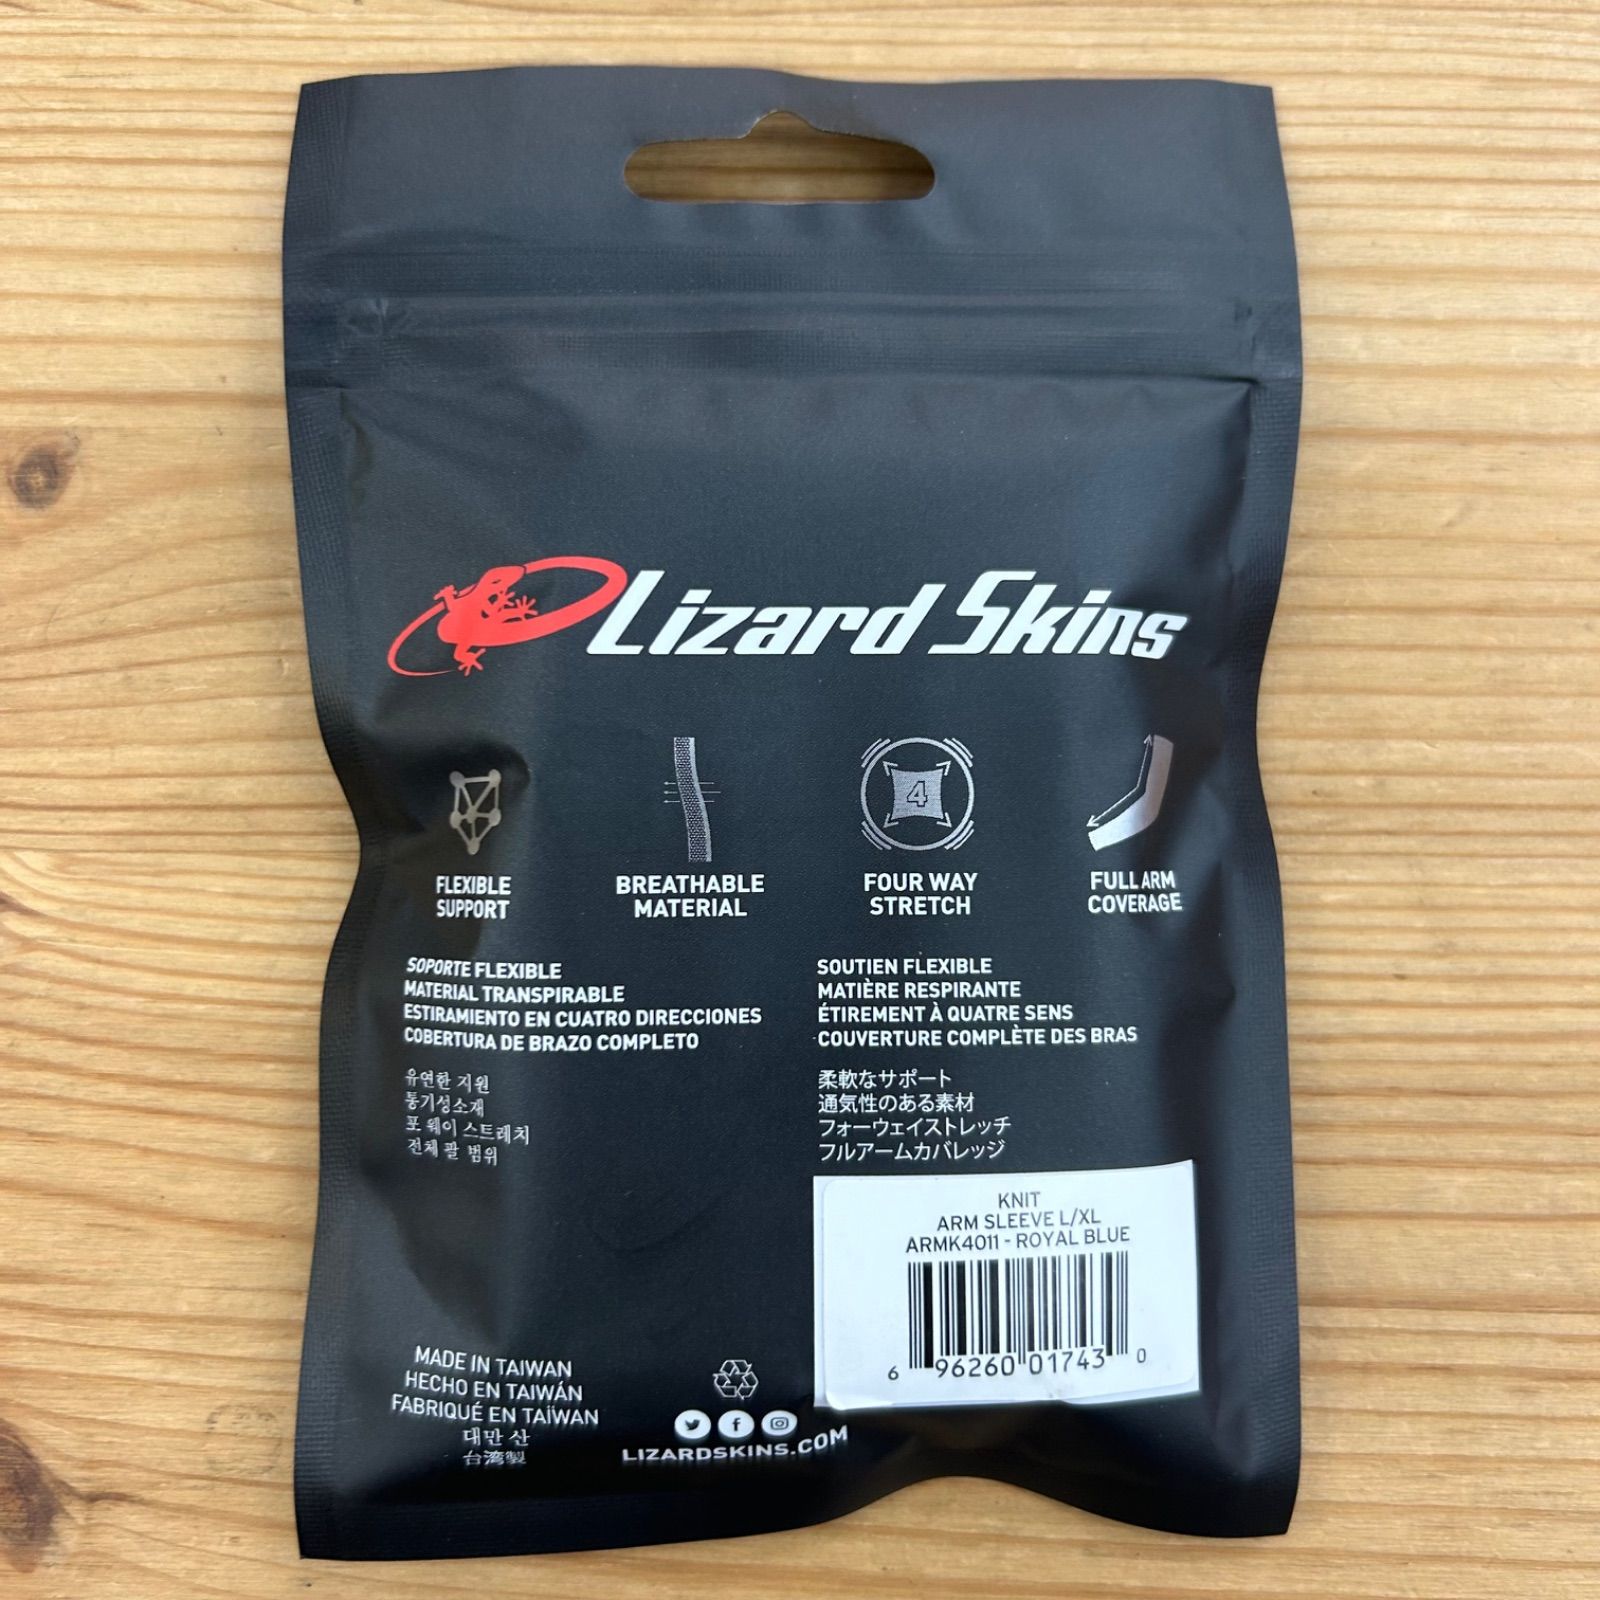 Lizard Skins
4
FLEXIBLE
SUPPORT
BREATHABLE
MATERIAL
FOUR WAY
STRETCH
FULL ARM
COVERAGE
SOPORTE FLEXIBLE
MATERIAL TRANSPIRABLE
ESTIRAMIENTO EN CUATRO DIRECCIONES
COBERTURA DE BRAZO COMPLETO
SOUTIEN FLEXIBLE
MATIÈRE RESPIRANTE
ÉTIREMENT À QUATRE SENS
COUVERTURE COMPLÈTE DES BRAS
유연한 지원
통기성소재
포 웨이 스트레치
전체 팔 범위
柔軟なサポート
通気性のある素材
フォーウェイストレッチ
フルアームカバレッジ
KNIT
ARM SLEEVE L/XL
ARMK4011 - ROYAL BLUE
6 96260 01743 0
MADE IN TAIWAN
HECHO EN TAIWÁN
FABRIQUÉ EN TAÏWAN
대만 산
台湾製
LIZARDSKINS.COM